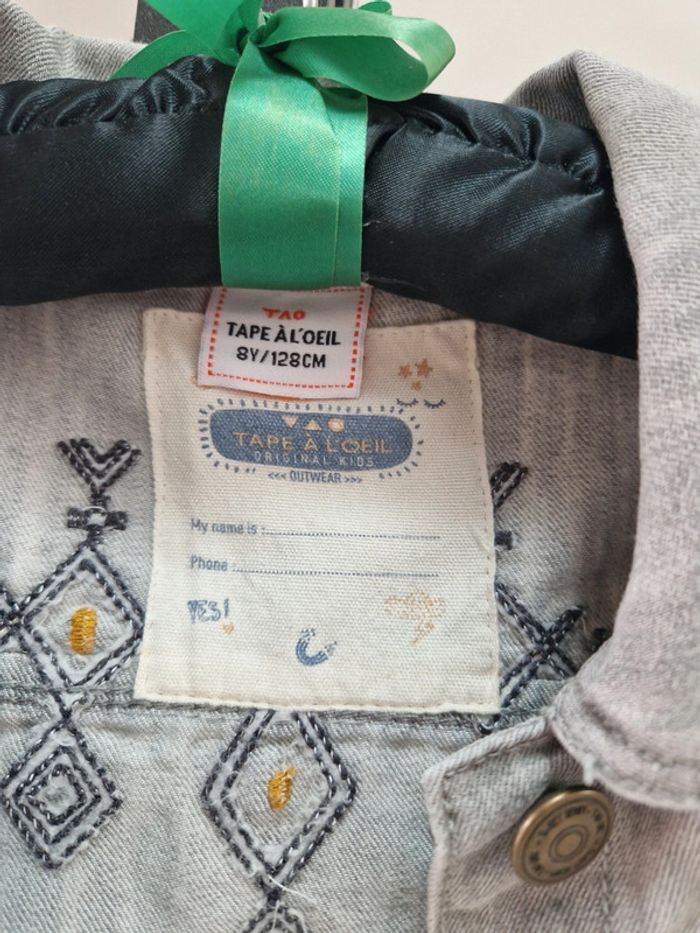 TAO
TAPE À L'OEIL
8Y/128CM
TAPE À L'OEIL
ORIGINAL KIDS
<<< OUTWEAR >>>
My name is :
Phone :
YES!